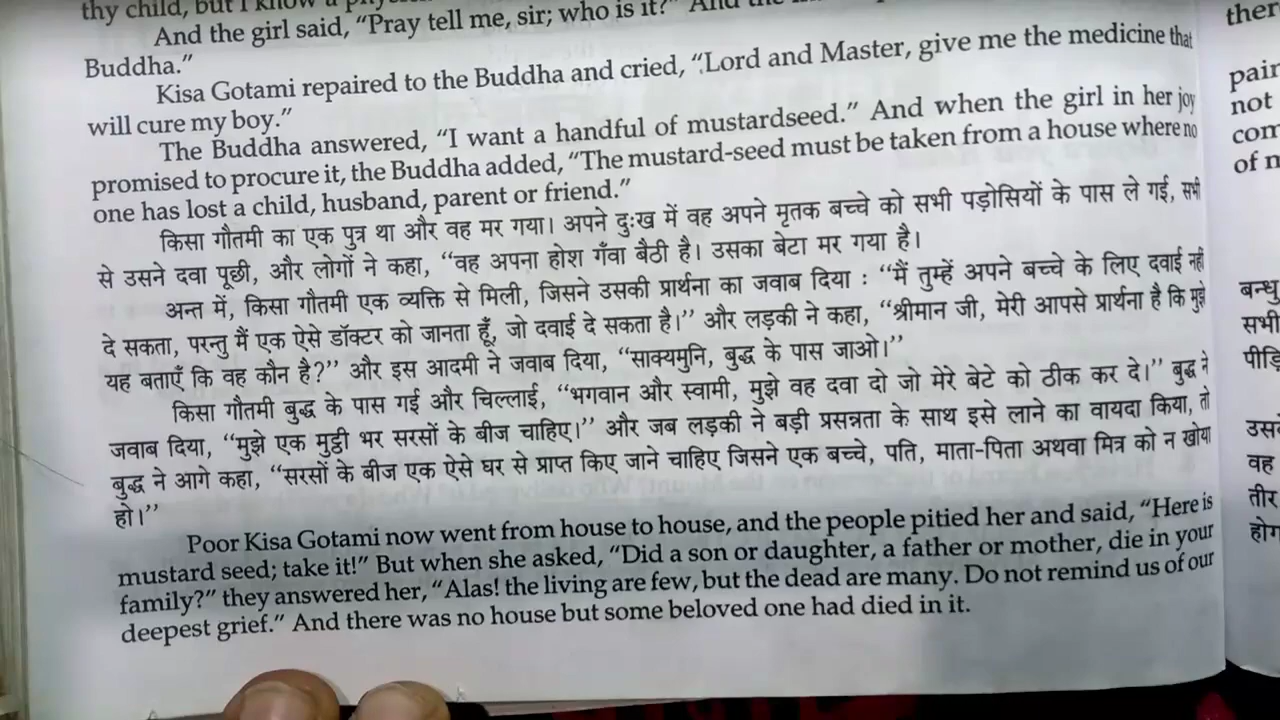 thy child, but I know a
And the girl said, "Pray tell me, sir; who is it?" And the
Buddha."
Kisa Gotami repaired to the Buddha and cried, "Lord and Master, give me the medicine that
will cure my boy."
The Buddha answered, "I want a handful of mustardseed." And when the girl in her joy
promised to procure it, the Buddha added, "The mustard-seed must be taken from a house where no
one has lost a child, husband, parent or friend."
किसा गौतमी का एक पुत्र था और वह मर गया। अपने दुःख में वह अपने मृतक बच्चे को सभी पड़ोसियों के पास ले गई, सभी
से उसने दवा पूछी, और लोगों ने कहा, "वह अपना होश गँवा बैठी है। उसका बेटा मर गया है।
अन्त में, किसा गौतमी एक व्यक्ति से मिली, जिसने उसकी प्रार्थना का जवाब दिया : "मैं तुम्हें अपने बच्चे के लिए दवाई नहीं
दे सकता, परन्तु मैं एक ऐसे डॉक्टर को जानता हूँ, जो दवाई दे सकता है।" और लड़की ने कहा, "श्रीमान जी, मेरी आपसे प्रार्थना है कि मुझे
यह बताएँ कि वह कौन है?" और इस आदमी ने जवाब दिया, "साक्यमुनि, बुद्ध के पास जाओ।"
किसा गौतमी बुद्ध के पास गई और चिल्लाई, "भगवान और स्वामी, मुझे वह दवा दो जो मेरे बेटे को ठीक कर दे।" बुद्ध ने
जवाब दिया, "मुझे एक मुट्ठी भर सरसों के बीज चाहिए।" और जब लड़की ने बड़ी प्रसन्नता के साथ इसे लाने का वायदा किया, तो
बुद्ध ने आगे कहा, "सरसों के बीज एक ऐसे घर से प्राप्त किए जाने चाहिए जिसने एक बच्चे, पति, माता-पिता अथवा मित्र को न खोया
हो।"
Poor Kisa Gotami now went from house to house, and the people pitied her and said, "Here is
mustard seed; take it!" But when she asked, "Did a son or daughter, a father or mother, die in your
family?" they answered her, "Alas! the living are few, but the dead are many. Do not remind us of our
deepest grief." And there was no house but some beloved one had died in it.
not
of
बन्धु
सभी
वह
तीर